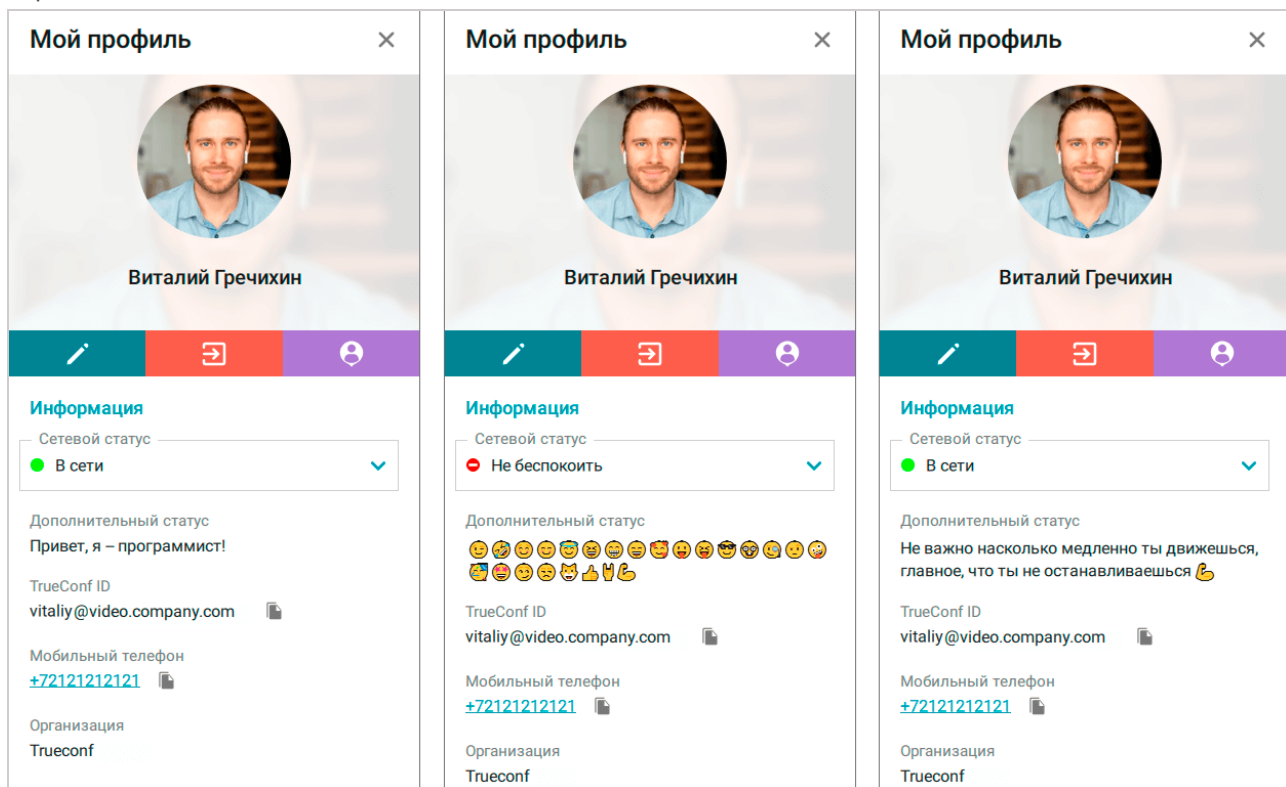 Мой профиль
Виталий Гречихин
Информация
Сетевой статус
В сети
Дополнительный статус
Привет, я – программист!
TrueConf ID
vitaliy@video.company.com
Мобильный телефон
+72121212121
Организация
Trueconf
Мой профиль
Виталий Гречихин
Информация
Сетевой статус
Не беспокоить
Дополнительный статус
TrueConf ID
vitaliy@video.company.com
Мобильный телефон
+72121212121
Организация
Trueconf
Мой профиль
Виталий Гречихин
Информация
Сетевой статус
В сети
Дополнительный статус
Не важно насколько медленно ты движешься,
главное, что ты не останавливаешься 💪
TrueConf ID
vitaliy@video.company.com
Мобильный телефон
+72121212121
Организация
Trueconf